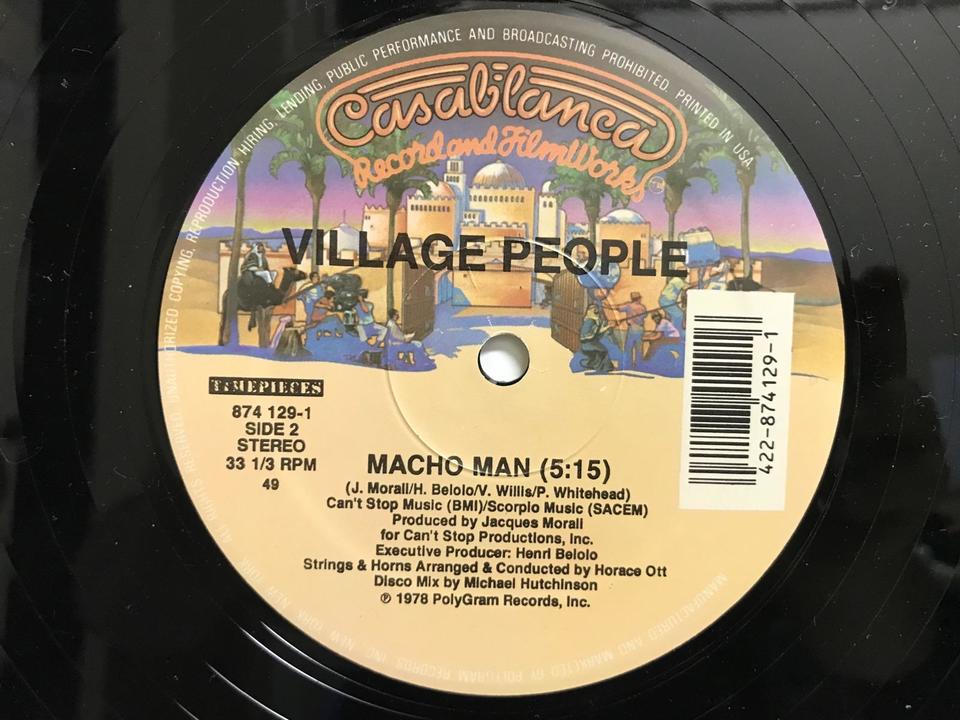 HIRING, LENDING, PUBLIC PERFORMANCE AND BROADCASTING PROHIBITED. PRINTED IN USA
Casablanca
Record and FilmWorks
TM
VILLAGE PEOPLE
TIMEPIECES
874 129-1
SIDE 2
STEREO
33 1/3 RPM
49
422-874129-1
MACHO MAN (5:15)
(J. Morali/H. Belolo/V. Willis/P. Whitehead)
Can't Stop Music (BMI)/Scorpio Music (SACEM)
Produced by Jacques Morali
for Can't Stop Productions, Inc.
Executive Producer: Henri Belolo
Strings & Horns Arranged & Conducted by Horace Ott
Disco Mix by Michael Hutchinson
℗ 1978 PolyGram Records, Inc.
MANUFACTURED AND MARKETED BY POLYGRAM RECORDS, INC. NEW YORK, NEW YORK
ALL RIGHTS RESERVED. UNAUTHORIZED COPYING, REPRODUCTION,